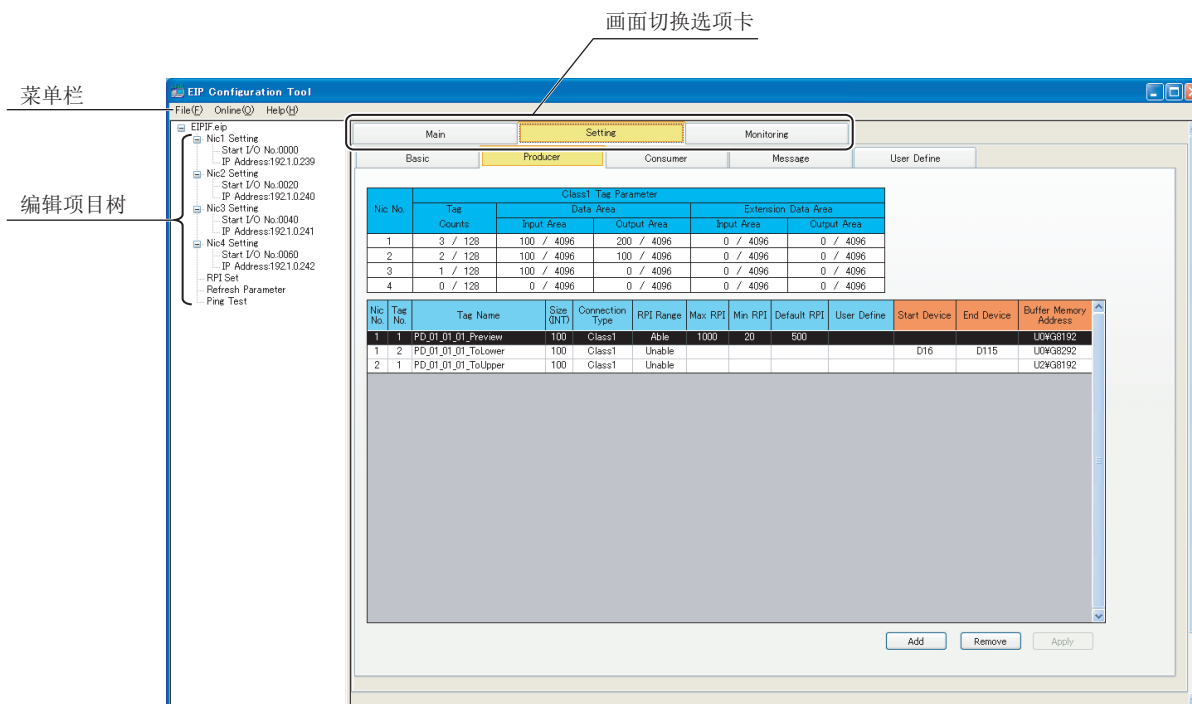 画面切换选项卡
菜单栏
EIP Configuration Tool
File(F) Online(O) Help(H)
编辑项目树
EIPIF.eip
Nic1 Setting
Start I/O No.:0000
IP Address:192.1.0.239
Nic2 Setting
Start I/O No.:0020
IP Address:192.1.0.240
Nic3 Setting
Start I/O No.:0040
IP Address:192.1.0.241
Nic4 Setting
Start I/O No.:0060
IP Address:192.1.0.242
RPI Set
Refresh Parameter
Ping Test
Main Setting Monitoring
Basic Producer Consumer Message User Define
Nic No. Class1 Tag Parameter
Tag Counts Data Area Extension Data Area
Input Area Output Area Input Area Output Area
1 3 / 128 100 / 4096 200 / 4096 0 / 4096 0 / 4096
2 2 / 128 100 / 4096 100 / 4096 0 / 4096 0 / 4096
3 1 / 128 100 / 4096 0 / 4096 0 / 4096 0 / 4096
4 0 / 128 0 / 4096 0 / 4096 0 / 4096 0 / 4096
Nic No. Tag No. Tag Name Size (INT) Connection Type RPI Range Max RPI Min RPI Default RPI User Define Start Device End Device Buffer Memory Address
1 1 PD_01_01_01_Preview 100 Class1 Able 1000 20 500 U0¥G8192
1 2 PD_01_01_01_ToLower 100 Class1 Unable D16 D115 U0¥G8292
2 1 PD_01_01_01_ToUpper 100 Class1 Unable U2¥G8192
Add Remove Apply